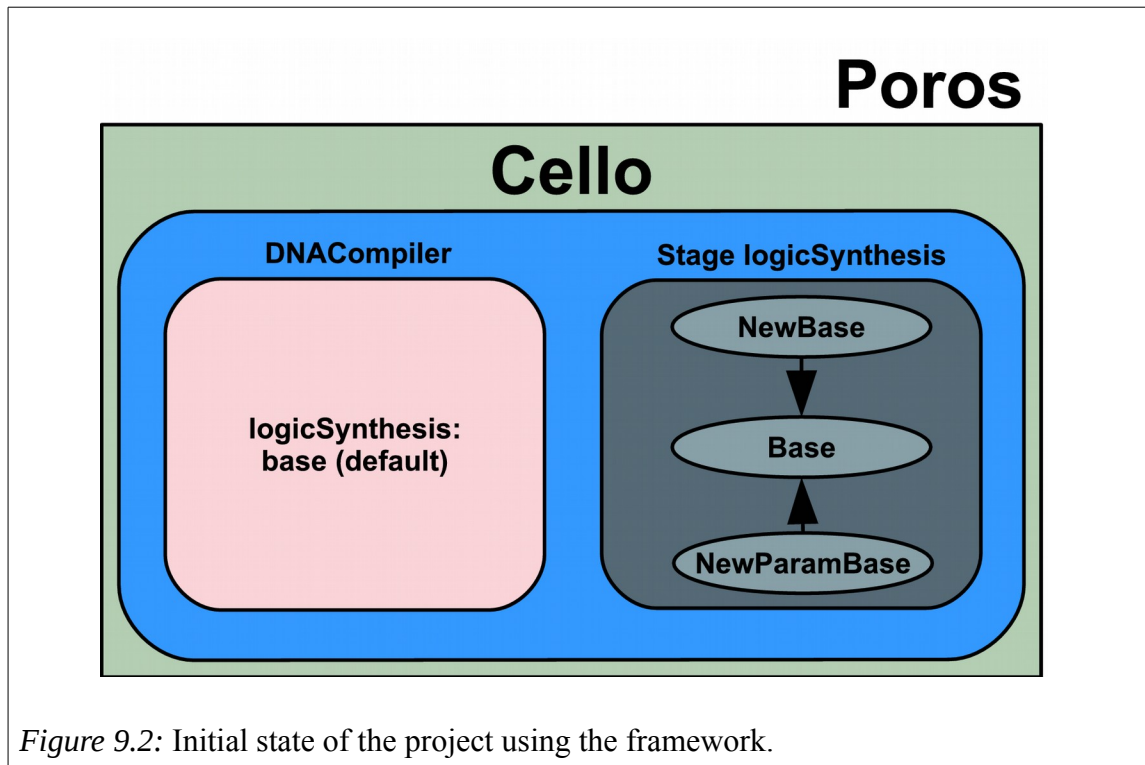 Poros
Cello
DNACompiler
Stage logicSynthesis
logicSynthesis:
base (default)
NewBase
Base
NewParamBase
Figure 9.2: Initial state of the project using the framework.